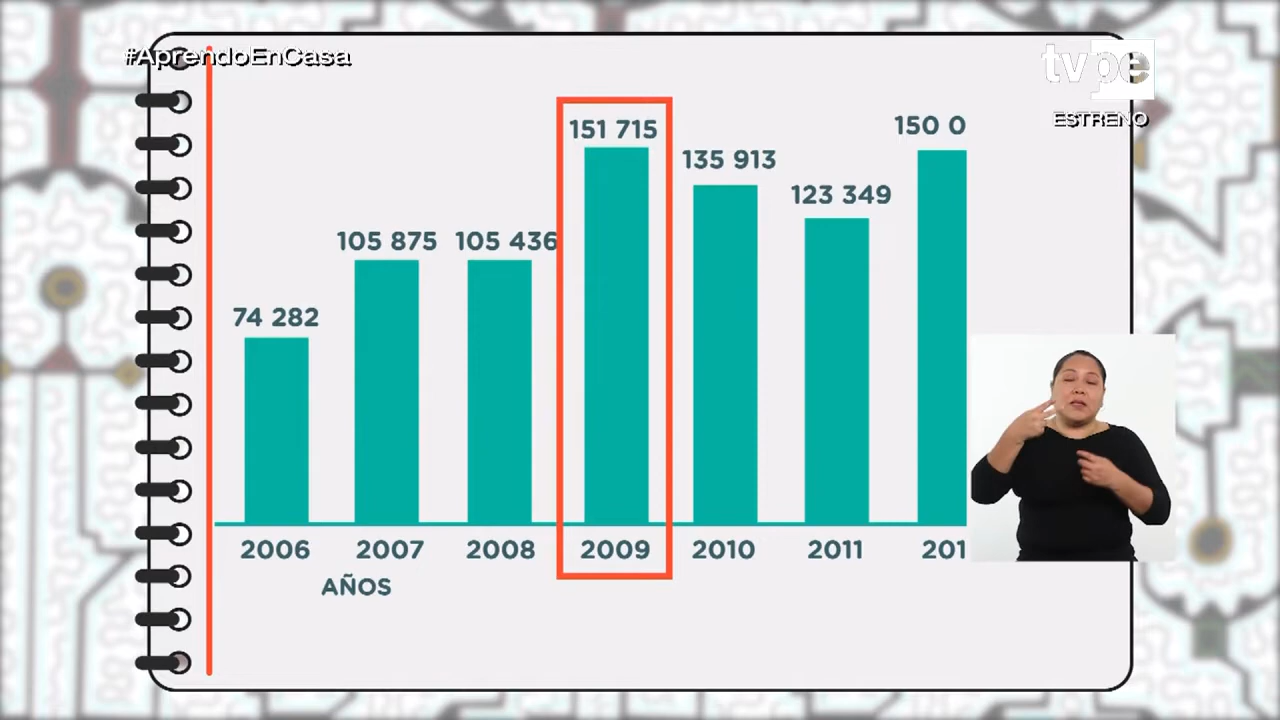 #AprendoEnCasa
tvpe
ESTRENO
151 715
150 0
135 913
123 349
105 875 105 436
74 282
2006 2007 2008 2009 2010 2011 201
AÑOS